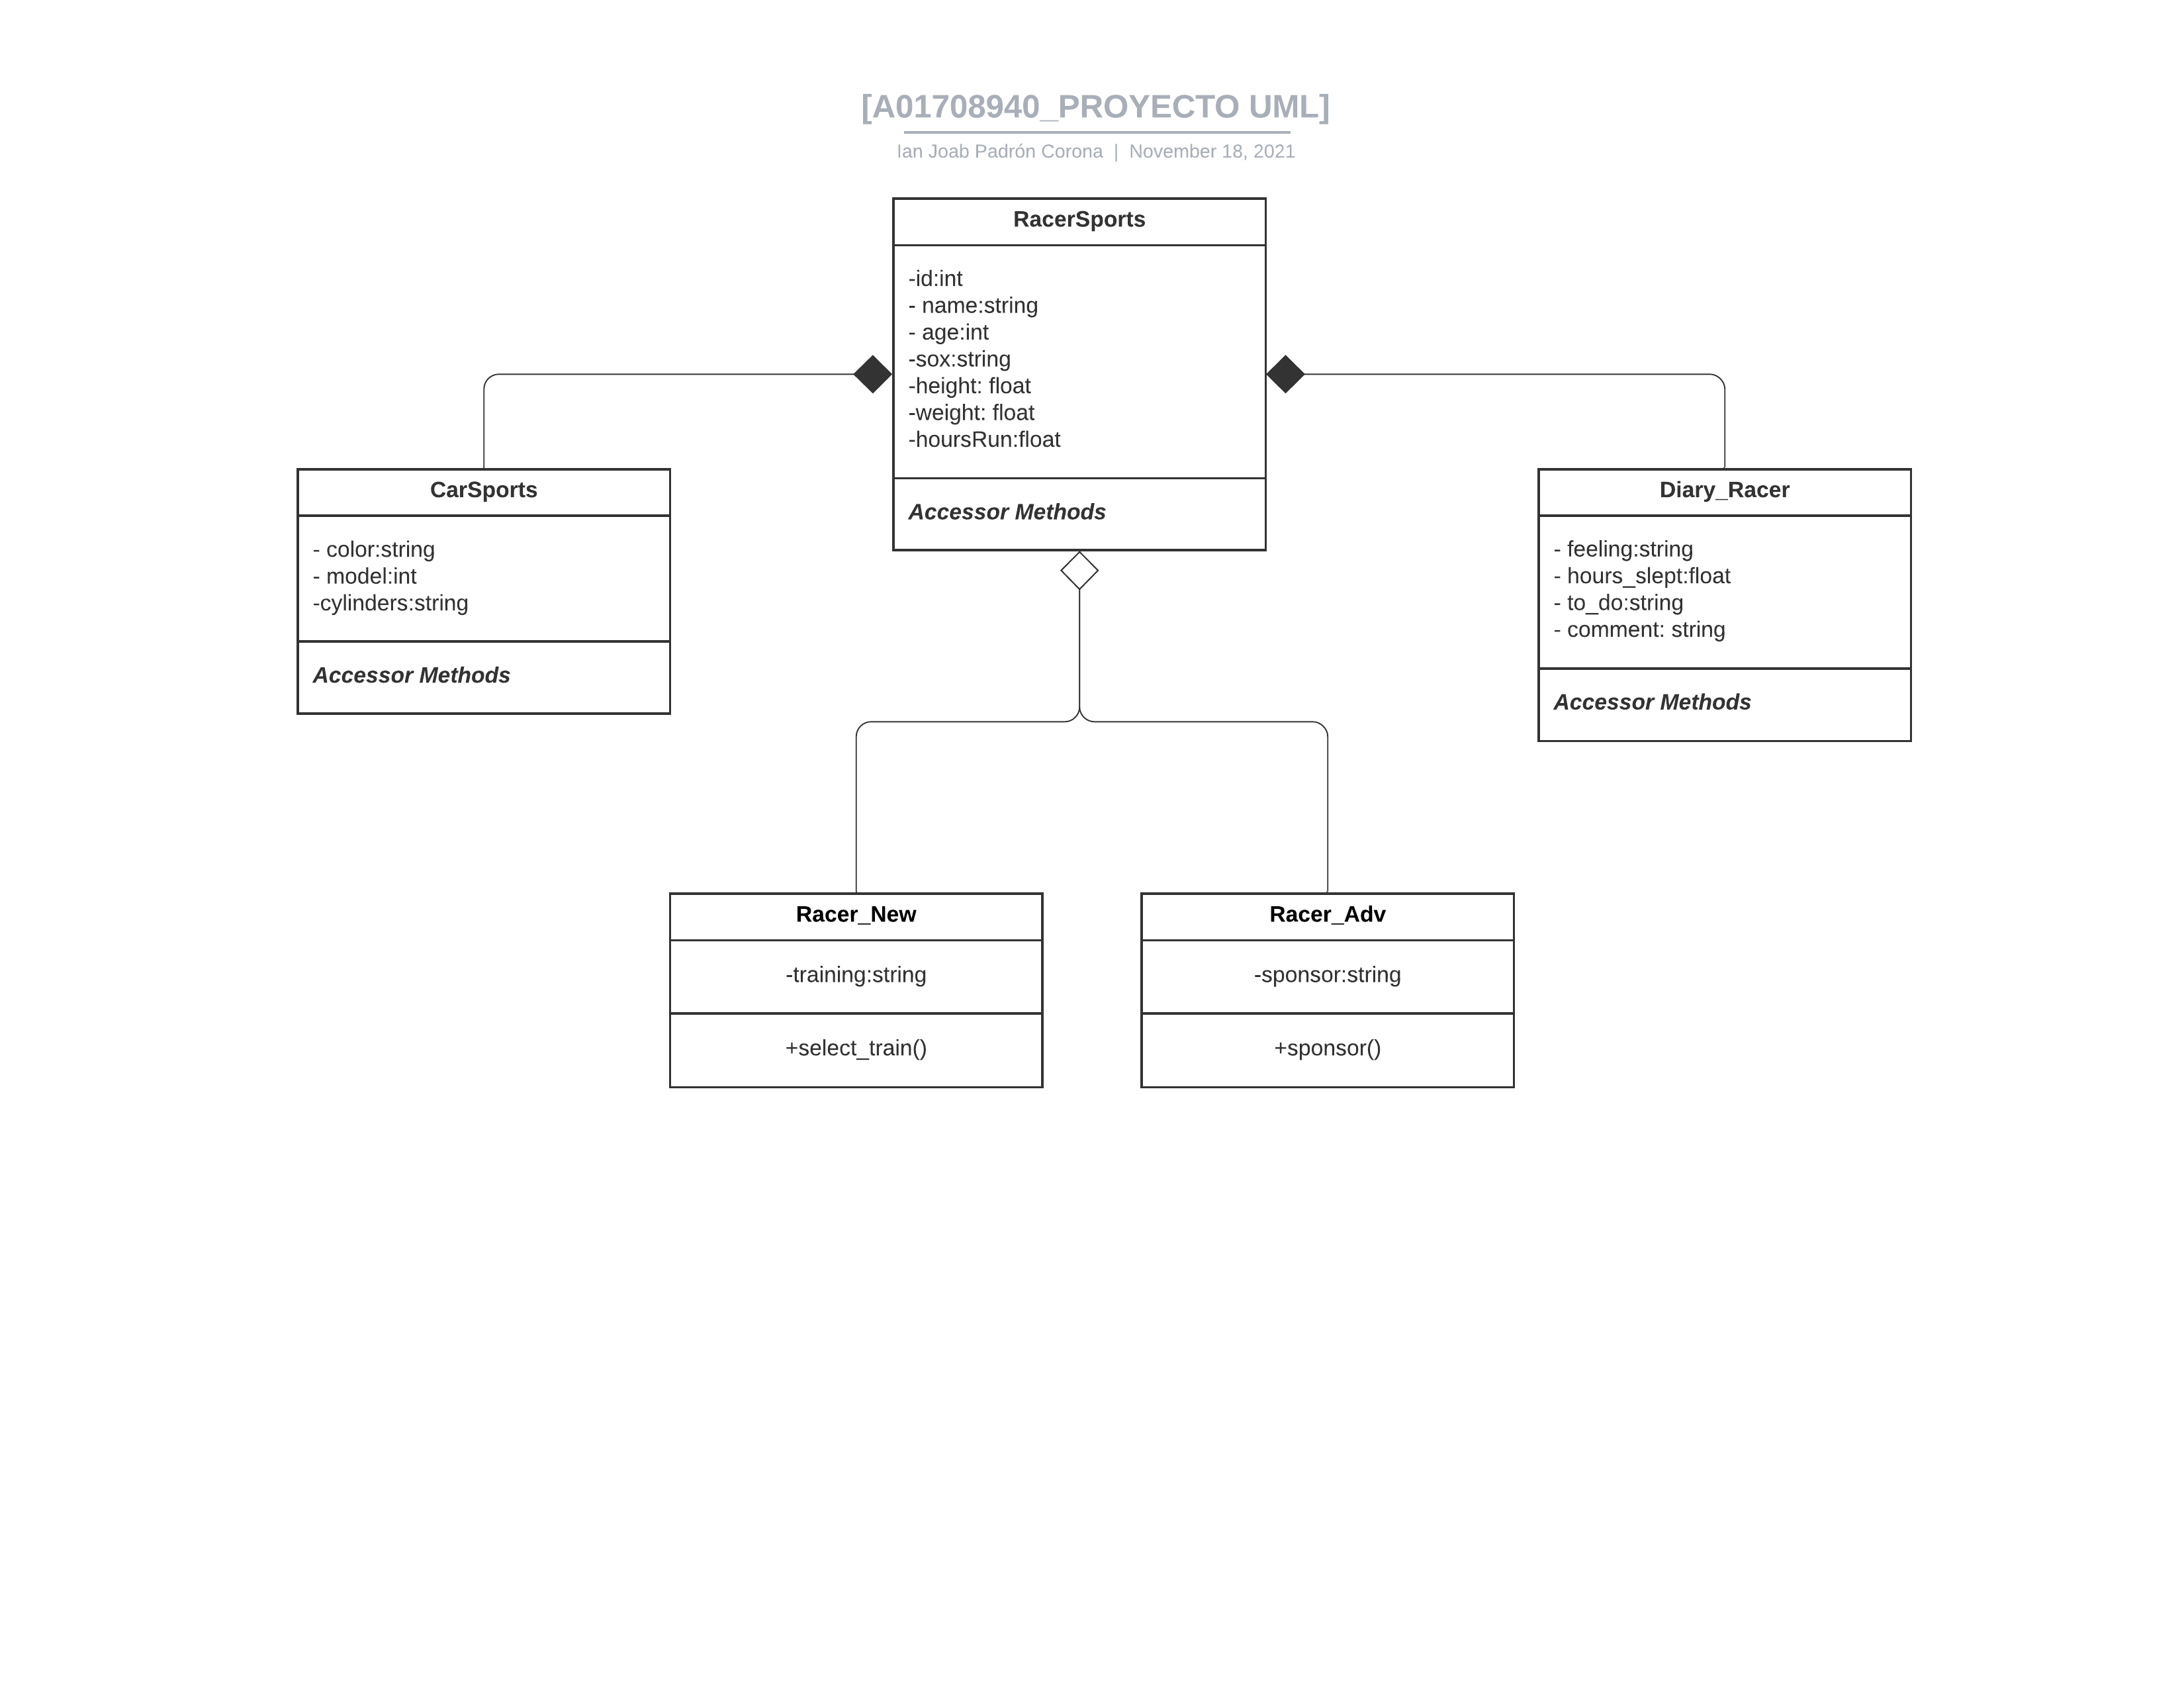 [A01708940_PROYECTO UML]
Ian Joab Padrón Corona | November 18, 2021
RacerSports
-id:int
- name:string
- age:int
-sox:string
-height: float
-weight: float
-hoursRun:float
Accessor Methods
CarSports
- color:string
- model:int
-cylinders:string
Accessor Methods
Diary_Racer
- feeling:string
- hours_slept:float
- to_do:string
- comment: string
Accessor Methods
Racer_New
-training:string
+select_train()
Racer_Adv
-sponsor:string
+sponsor()